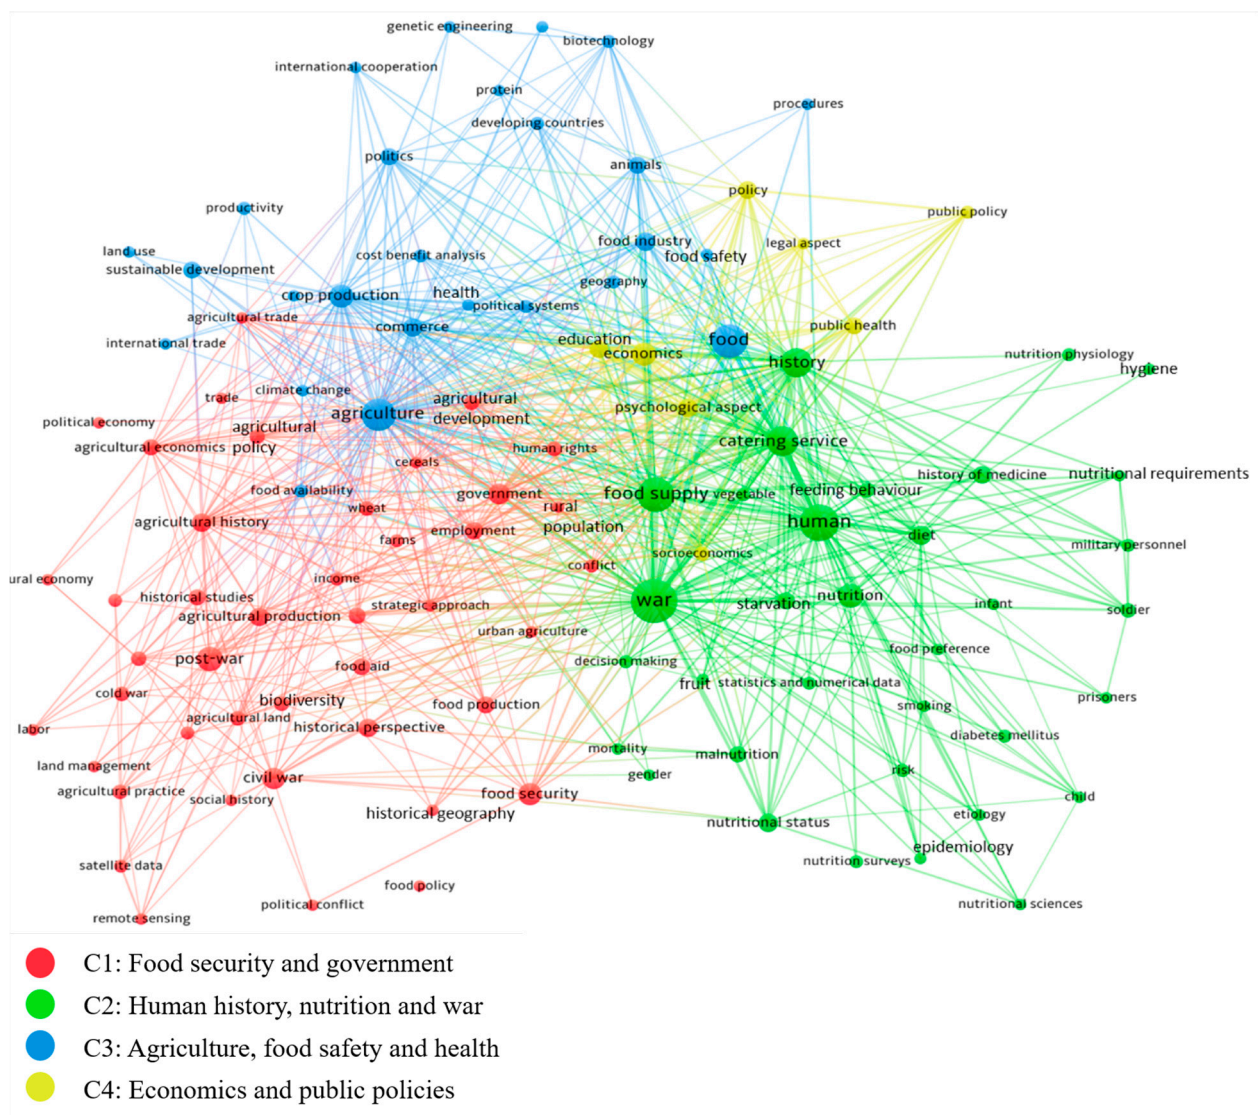 genetic engineering
biotechnology
international cooperation
protein
procedures
developing countries
politics
animals
policy
productivity
public policy
food industry
legal aspect
land use
cost benefit analysis
food safety
sustainable development
geography
health
crop production
political systems
agricultural trade
commerce
public health
education
food
international trade
economics
history
nutrition physiology
hygiene
climate change
trade
agricultural
development
agriculture
psychological aspect
political economy
agricultural
policy
agricultural economics
human rights
catering service
cereals
history of medicine
nutritional requirements
food availability
government
food supply
vegetable
feeding behaviour
wheat
rural
population
agricultural history
employment
human
diet
farms
socioeconomics
military personnel
conflict
ural economy
income
historical studies
strategic approach
war
starvation
nutrition
infant
soldier
agricultural production
urban agriculture
post-war
food aid
decision making
food preference
cold war
biodiversity
fruit
statistics and numerical data
prisoners
agricultural land
food production
smoking
labor
historical perspective
diabetes mellitus
mortality
malnutrition
land management
civil war
gender
risk
agricultural practice
social history
food security
child
historical geography
nutritional status
etiology
epidemiology
satellite data
nutrition surveys
food policy
political conflict
nutritional sciences
remote sensing
C1: Food security and government
C2: Human history, nutrition and war
C3: Agriculture, food safety and health
C4: Economics and public policies